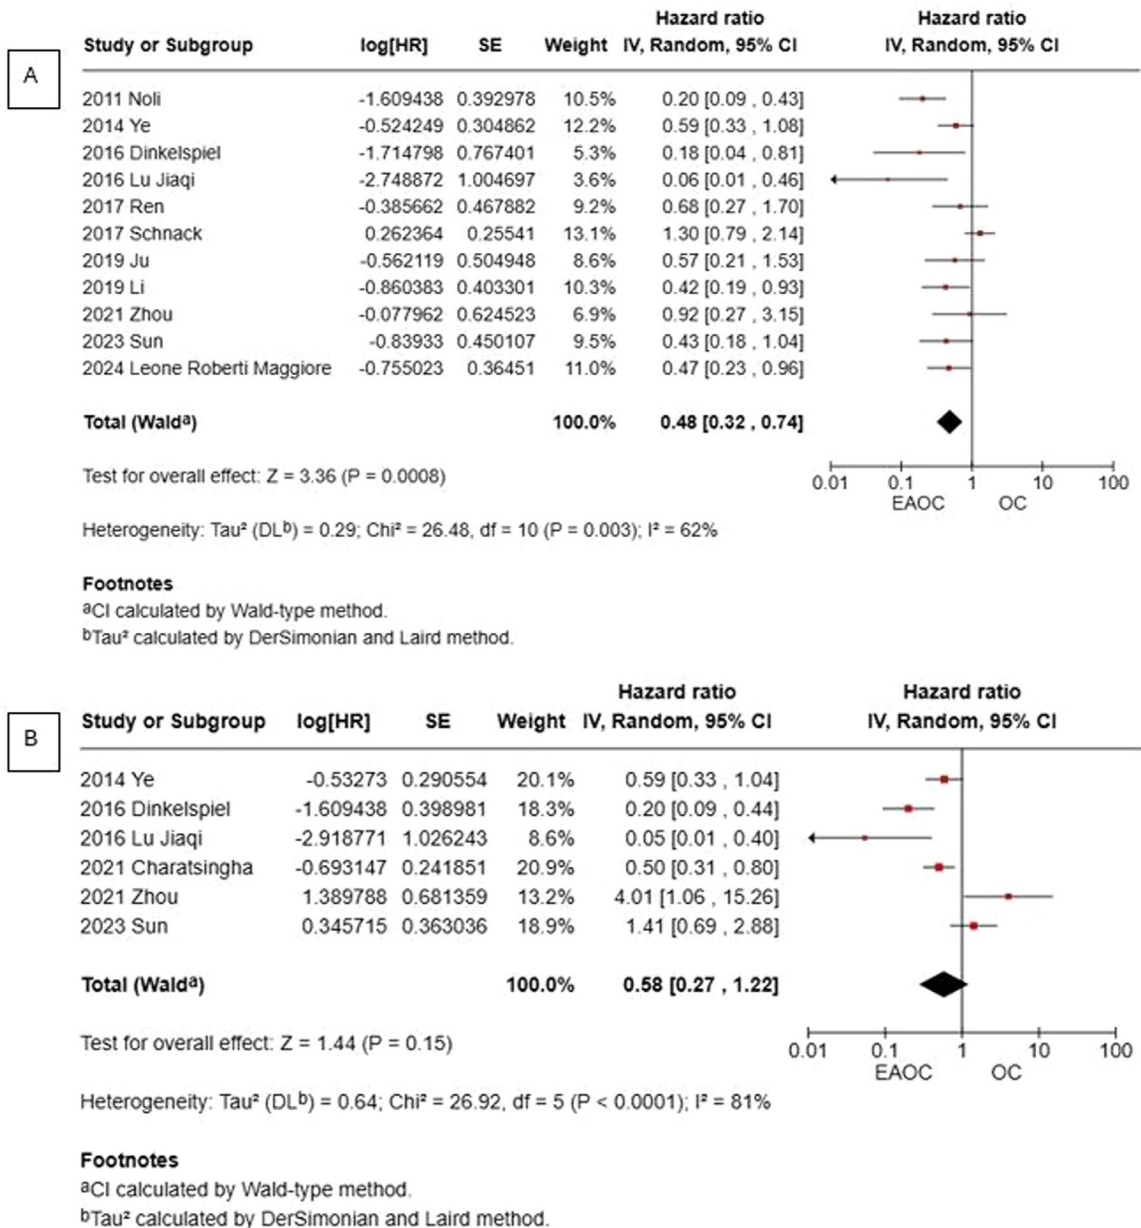 Hazard ratio Hazard ratio
Study or Subgroup log[HR] SE Weight IV, Random, 95% CI IV, Random, 95% CI
A
2011 Noli -1.609438 0.392978 10.5% 0.20 [0.09 , 0.43]
2014 Ye -0.524249 0.304862 12.2% 0.59 [0.33 , 1.08]
2016 Dinkelspiel -1.714798 0.767401 5.3% 0.18 [0.04 , 0.81]
2016 Lu Jiaqi -2.748872 1.004697 3.6% 0.06 [0.01 , 0.46]
2017 Ren -0.385662 0.467882 9.2% 0.68 [0.27 , 1.70]
2017 Schnack 0.262364 0.25541 13.1% 1.30 [0.79 , 2.14]
2019 Ju -0.562119 0.504948 8.6% 0.57 [0.21 , 1.53]
2019 Li -0.860383 0.403301 10.3% 0.42 [0.19 , 0.93]
2021 Zhou -0.077962 0.624523 6.9% 0.92 [0.27 , 3.15]
2023 Sun -0.83933 0.450107 9.5% 0.43 [0.18 , 1.04]
2024 Leone Roberti Maggiore -0.755023 0.36451 11.0% 0.47 [0.23 , 0.96]
Total (Waldᵃ) 100.0% 0.48 [0.32 , 0.74]
Test for overall effect: Z = 3.36 (P = 0.0008)
0.01 0.1 1 10 100
EAOC OC
Heterogeneity: Tau² (DLᵇ) = 0.29; Chi² = 26.48, df = 10 (P = 0.003); I² = 62%
Footnotes
ᵃCI calculated by Wald-type method.
ᵇTau² calculated by DerSimonian and Laird method.
Hazard ratio Hazard ratio
B
Study or Subgroup log[HR] SE Weight IV, Random, 95% CI IV, Random, 95% CI
2014 Ye -0.53273 0.290554 20.1% 0.59 [0.33 , 1.04]
2016 Dinkelspiel -1.609438 0.398981 18.3% 0.20 [0.09 , 0.44]
2016 Lu Jiaqi -2.918771 1.026243 8.6% 0.05 [0.01 , 0.40]
2021 Charatsingha -0.693147 0.241851 20.9% 0.50 [0.31 , 0.80]
2021 Zhou 1.389788 0.681359 13.2% 4.01 [1.06 , 15.26]
2023 Sun 0.345715 0.363036 18.9% 1.41 [0.69 , 2.88]
Total (Waldᵃ) 100.0% 0.58 [0.27 , 1.22]
Test for overall effect: Z = 1.44 (P = 0.15)
0.01 0.1 1 10 100
EAOC OC
Heterogeneity: Tau² (DLᵇ) = 0.64; Chi² = 26.92, df = 5 (P < 0.0001); I² = 81%
Footnotes
ᵃCI calculated by Wald-type method.
ᵇTau² calculated by DerSimonian and Laird method.